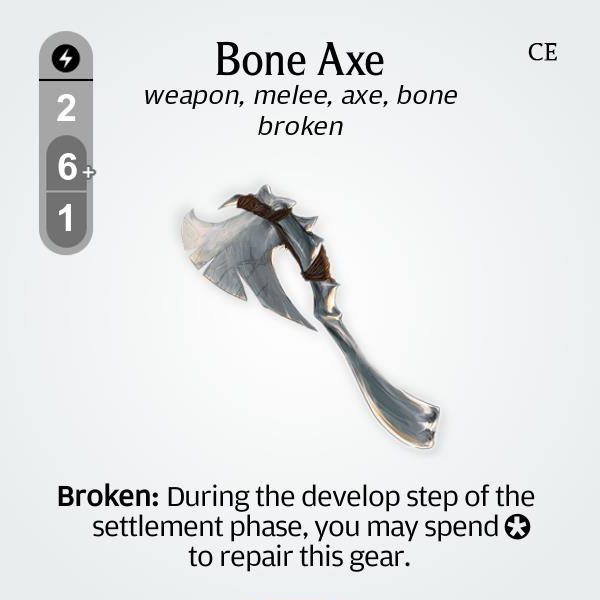 Bone Axe
CE
weapon, melee, axe, bone
broken
2
6+
1
Broken: During the develop step of the
settlement phase, you may spend
to repair this gear.